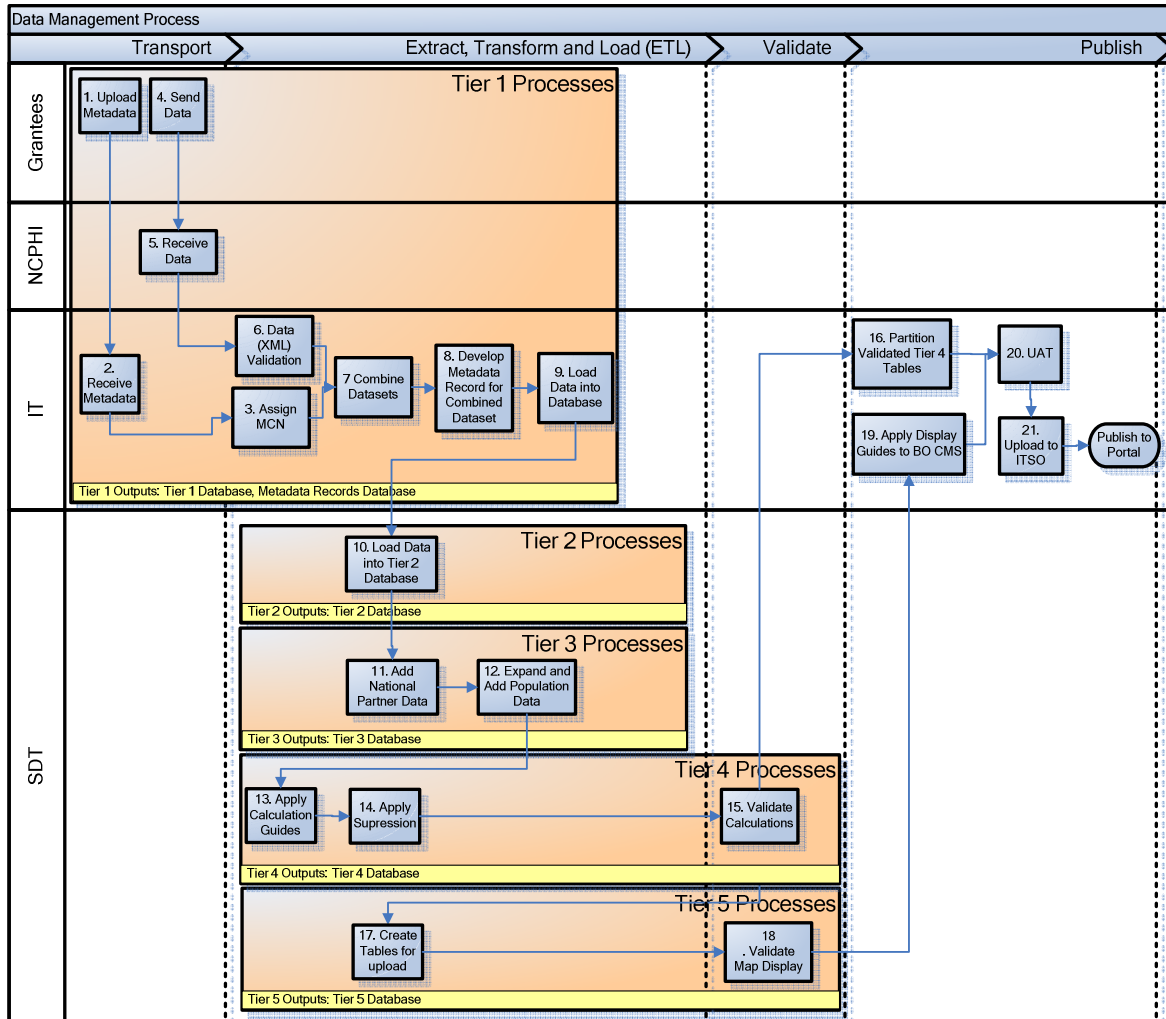 Data Management Process
Transport
Extract, Transform and Load (ETL)
Validate
Publish
Grantees
Tier 1 Processes
1. Upload
Metadata
4. Send
Data
NCPHI
5. Receive
Data
IT
2.
Receive
Metadata
6. Data
(XML)
Validation
3. Assign
MCN
7 Combine
Datasets
8. Develop
Metadata
Record for
Combined
Dataset
9. Load
Data into
Database
Tier 1 Outputs: Tier 1 Database, Metadata Records Database
16. Partition
Validated Tier 4
Tables
19. Apply Display
Guides to BO CMS
20. UAT
21.
Upload to
ITSO
Publish to
Portal
SDT
Tier 2 Processes
10. Load Data
into Tier 2
Database
Tier 2 Outputs: Tier 2 Database
Tier 3 Processes
11. Add
National
Partner Data
12. Expand and
Add Population
Data
Tier 3 Outputs: Tier 3 Database
Tier 4 Processes
13. Apply
Calculation
Guides
14. Apply
Supression
15. Validate
Calculations
Tier 4 Outputs: Tier 4 Database
Tier 5 Processes
17. Create
Tables for
upload
18
. Validate
Map Display
Tier 5 Outputs: Tier 5 Database